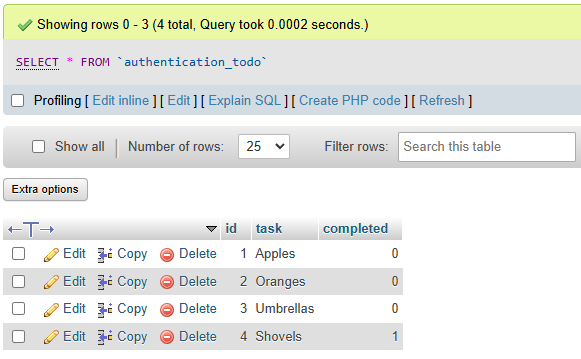 Showing rows 0 - 3 (4 total, Query took 0.0002 seconds.)
SELECT * FROM `authentication_todo`
Profiling [ Edit inline ] [ Edit ] [ Explain SQL ] [ Create PHP code ] [ Refresh ]
Show all Number of rows: 25 Filter rows: Search this table
Extra options
id task completed
Edit Copy Delete 1 Apples 0
Edit Copy Delete 2 Oranges 0
Edit Copy Delete 3 Umbrellas 0
Edit Copy Delete 4 Shovels 1